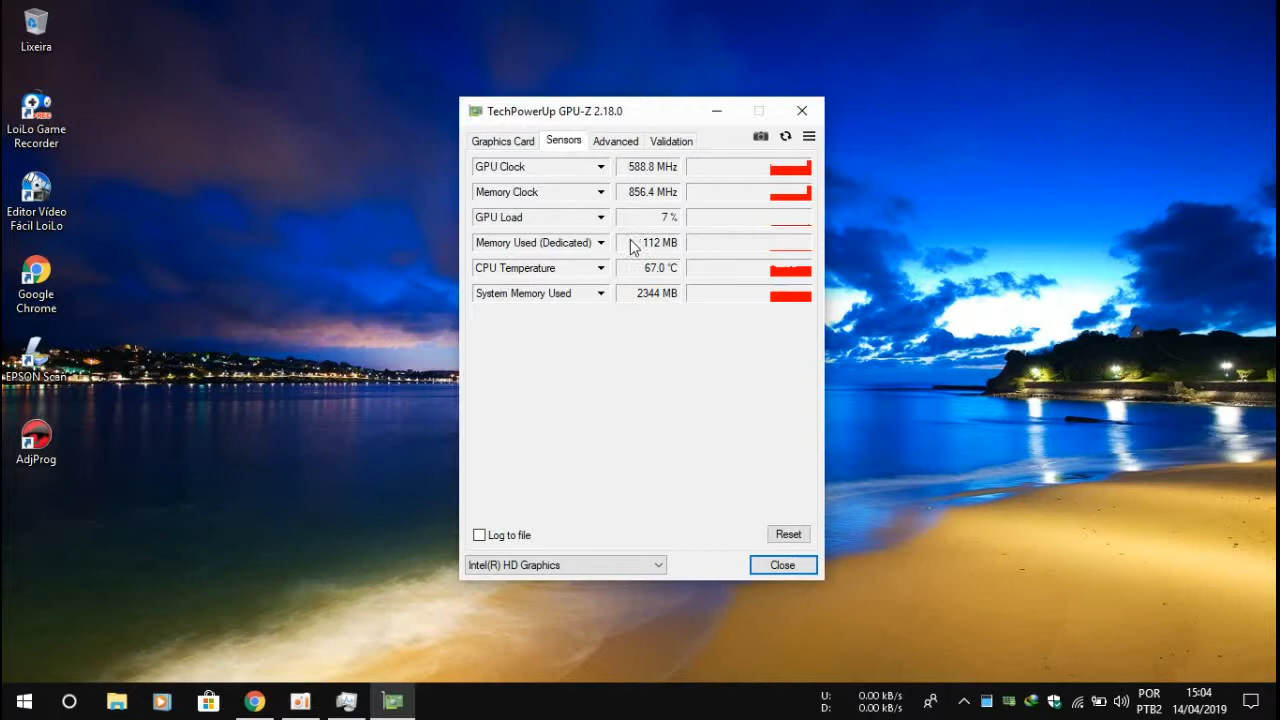 Lixeira
LoiLo Game
Recorder
Editor Vídeo
Fácil LoiLo
Google
Chrome
EPSON Scan
AdjProg
TechPowerUp GPU-Z 2.18.0
Graphics Card Sensors Advanced Validation
GPU Clock 588.8 MHz
Memory Clock 856.4 MHz
GPU Load 7 %
Memory Used (Dedicated) 112 MB
CPU Temperature 67.0 °C
System Memory Used 2344 MB
Log to file Reset
Intel(R) HD Graphics Close
U: 0.00 kB/s
D: 0.00 kB/s
POR
PTB2
15:04
14/04/2019